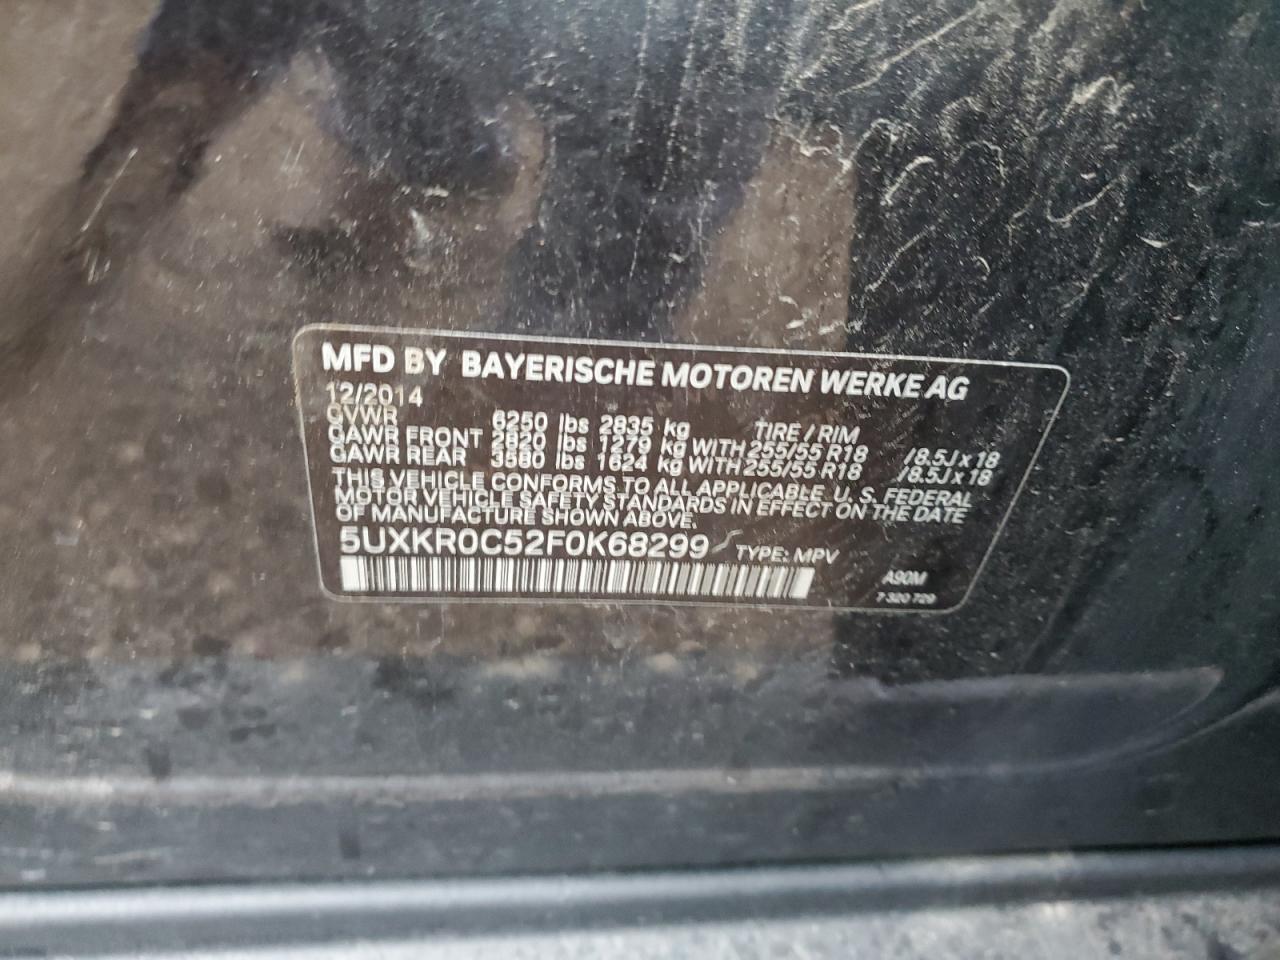 MFD BY BAYERISCHE MOTOREN WERKE AG
12/2014
GVWR 6250 lbs 2835 kg TIRE / RIM
GAWR FRONT 2820 lbs 1279 kg WITH 255/55 R18 /8.5J x 18
GAWR REAR 3580 lbs 1624 kg WITH 255/55 R18 /8.5J x 18
THIS VEHICLE CONFORMS TO ALL APPLICABLE U. S. FEDERAL
MOTOR VEHICLE SAFETY STANDARDS IN EFFECT ON THE DATE
OF MANUFACTURE SHOWN ABOVE.
5UXKR0C52F0K68299 TYPE: MPV
A90M
7 320 729